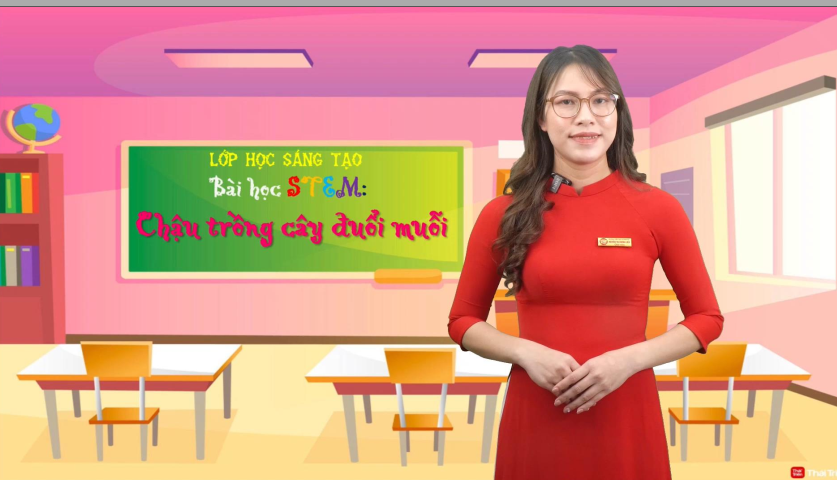 LỚP HỌC SÁNG TẠO
Bài học STEM:
Chậu trồng cây đuổi muỗi